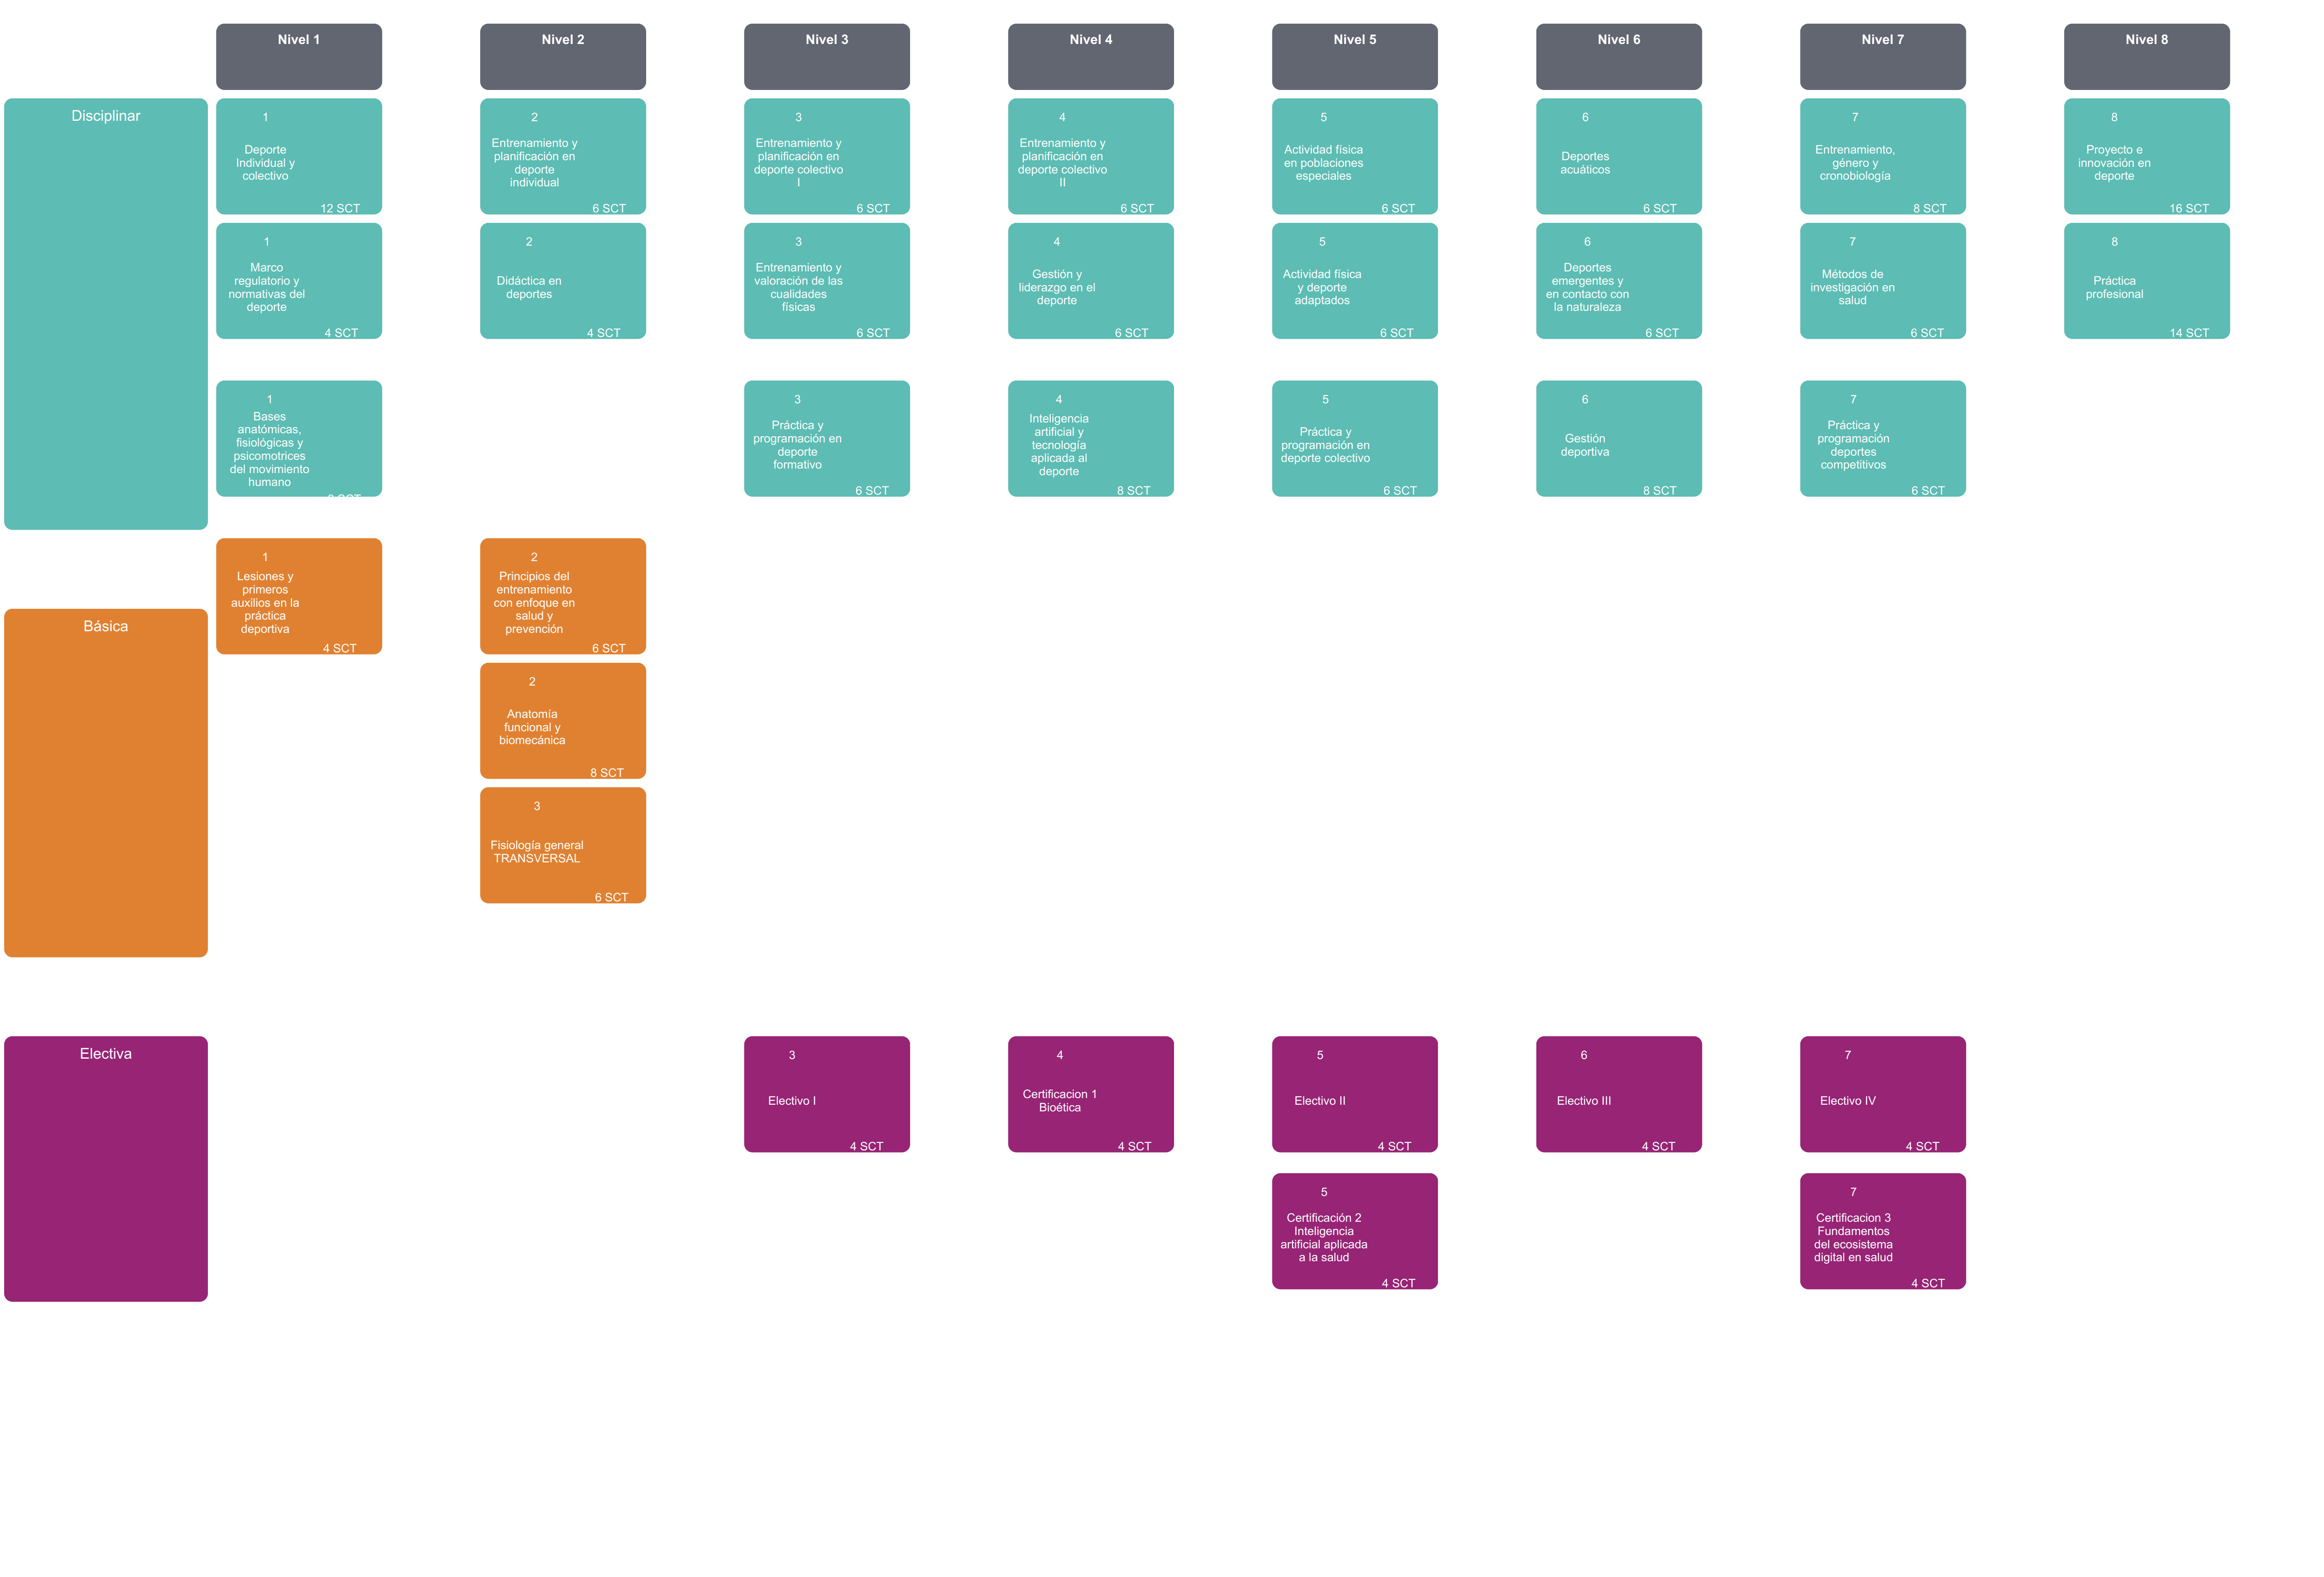 Nivel 1
Nivel 2
Nivel 3
Nivel 4
Nivel 5
Nivel 6
Nivel 7
Nivel 8
Disciplinar
1
Deporte
Individual y
colectivo
12 SCT
2
Entrenamiento y
planificación en
deporte
individual
6 SCT
3
Entrenamiento y
planificación en
deporte colectivo
I
6 SCT
4
Entrenamiento y
planificación en
deporte colectivo
II
6 SCT
5
Actividad física
en poblaciones
especiales
6 SCT
6
Deportes
acuáticos
6 SCT
7
Entrenamiento,
género y
cronobiología
8 SCT
8
Proyecto e
innovación en
deporte
16 SCT
1
Marco
regulatorio y
normativas del
deporte
4 SCT
2
Didáctica en
deportes
4 SCT
3
Entrenamiento y
valoración de las
cualidades
físicas
6 SCT
4
Gestión y
liderazgo en el
deporte
6 SCT
5
Actividad física
y deporte
adaptados
6 SCT
6
Deportes
emergentes y
en contacto con
la naturaleza
6 SCT
7
Métodos de
investigación en
salud
6 SCT
8
Práctica
profesional
14 SCT
1
Bases
anatómicas,
fisiológicas y
psicomotrices
del movimiento
humano
SCT
3
Práctica y
programación en
deporte
formativo
6 SCT
4
Inteligencia
artificial y
tecnología
aplicada al
deporte
8 SCT
5
Práctica y
programación en
deporte colectivo
6 SCT
6
Gestión
deportiva
8 SCT
7
Práctica y
programación
deportes
competitivos
6 SCT
Básica
1
Lesiones y
primeros
auxilios en la
práctica
deportiva
4 SCT
2
Principios del
entrenamiento
con enfoque en
salud y
prevención
6 SCT
2
Anatomía
funcional y
biomecánica
8 SCT
3
Fisiología general
TRANSVERSAL
6 SCT
Electiva
3
Electivo I
4 SCT
4
Certificacion 1
Bioética
4 SCT
5
Electivo II
4 SCT
6
Electivo III
4 SCT
7
Electivo IV
4 SCT
5
Certificación 2
Inteligencia
artificial aplicada
a la salud
4 SCT
7
Certificacion 3
Fundamentos
del ecosistema
digital en salud
4 SCT